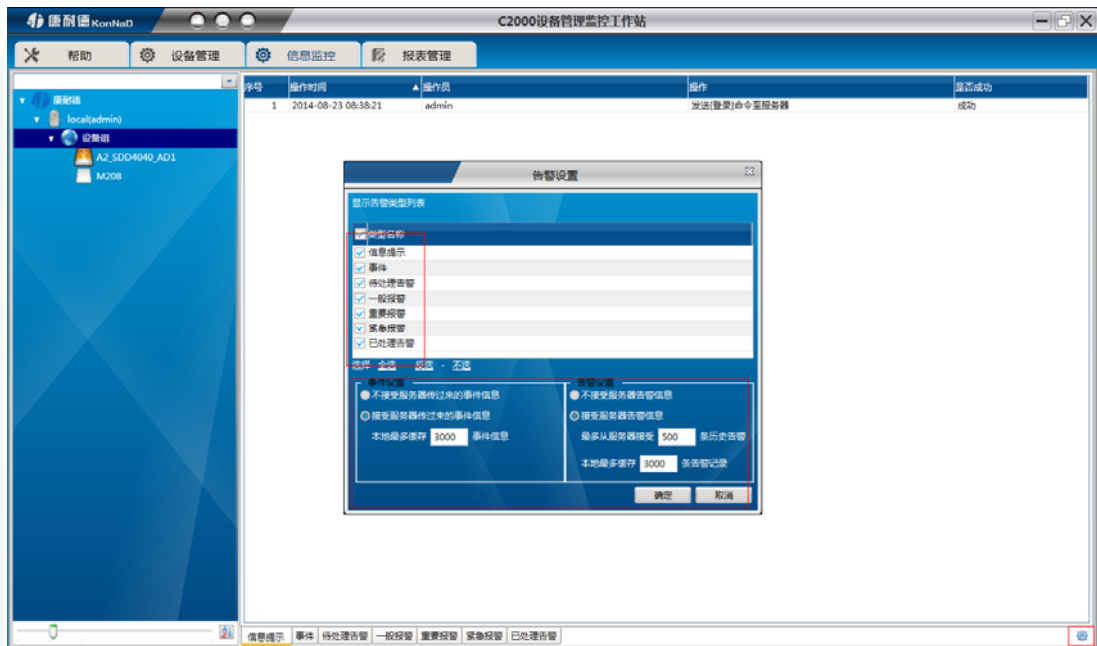 康耐德 KonNaD
C2000设备管理监控工作站
帮助 设备管理 信息监控 报表管理
康耐德
local(admin)
设备组
A2_SDD4040_AD1
M208
序号 操作时间 操作员 操作 是否成功
1 2014-08-23 08:38:21 admin 发送[登录]命令至服务器 成功
告警设置
显示告警类型列表
类型名称
信息提示
事件
待处理告警
一般报警
重要报警
紧急报警
已处理告警
选择 全选 - 反选 - 不选
事件设置
不接受服务器传过来的事件信息
接受服务器传过来的事件信息
本地最多缓存 3000 事件信息
告警设置
不接受服务器告警信息
接受服务器告警信息
最多从服务器接受 500 条历史告警
本地最多缓存 3000 条告警记录
确定 取消
信息提示 事件 待处理告警 一般报警 重要报警 紧急报警 已处理告警